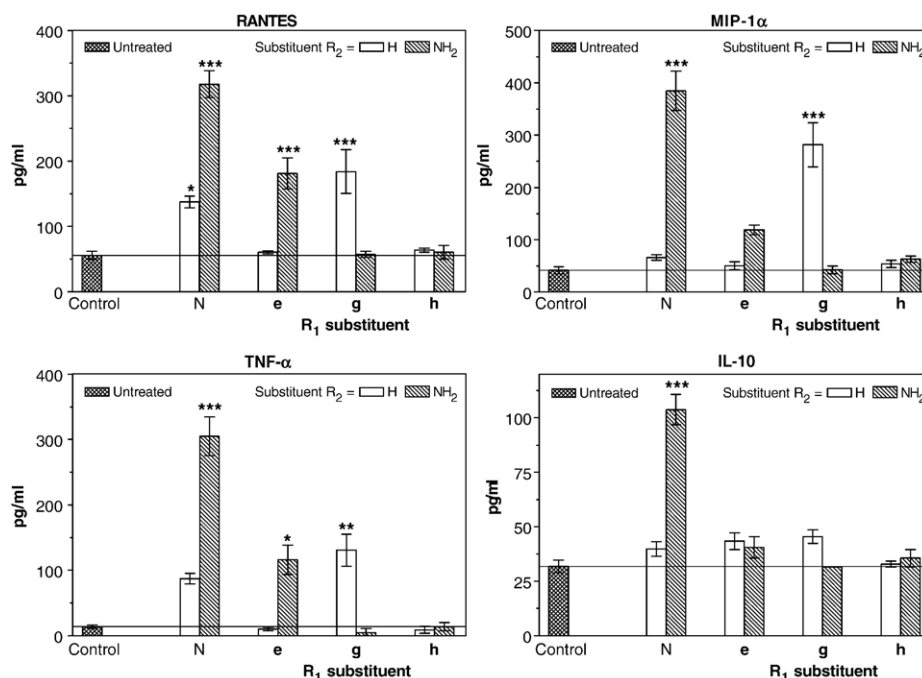 RANTES
400
300
200
100
0
pg/ml
Untreated Substituent R₂ = H NH₂
*
***
***
***
Control N e g h
R₁ substituent
MIP-1α
500
400
300
200
100
0
pg/ml
Untreated Substituent R₂ = H NH₂
***
***
Control N e g h
R₁ substituent
TNF-α
400
300
200
100
0
pg/ml
Untreated Substituent R₂ = H NH₂
***
*
**
Control N e g h
R₁ substituent
IL-10
100
75
50
25
0
pg/ml
Untreated Substituent R₂ = H NH₂
***
Control N e g h
R₁ substituent